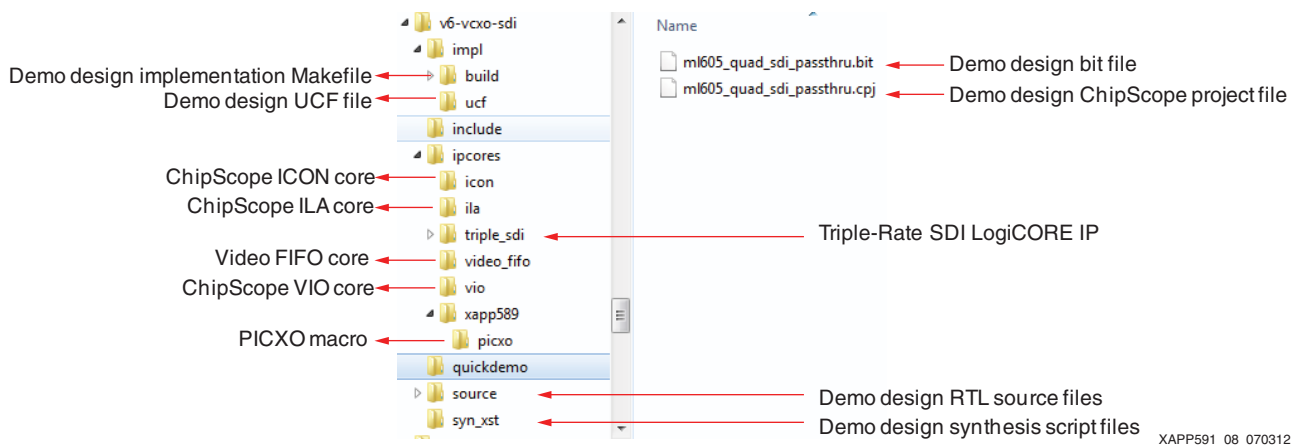 v6-vcxo-sdi
Name
impl
Demo design implementation Makefile
build
ml605_quad_sdi_passthru.bit
Demo design bit file
Demo design UCF file
ucf
ml605_quad_sdi_passthru.cpj
Demo design ChipScope project file
include
ipcores
ChipScope ICON core
icon
ChipScope ILA core
ila
triple_sdi
Triple-Rate SDI LogiCORE IP
Video FIFO core
video_fifo
ChipScope VIO core
vio
xapp589
PICXO macro
picxo
quickdemo
source
Demo design RTL source files
syn_xst
Demo design synthesis script files
XAPP591_08_070312